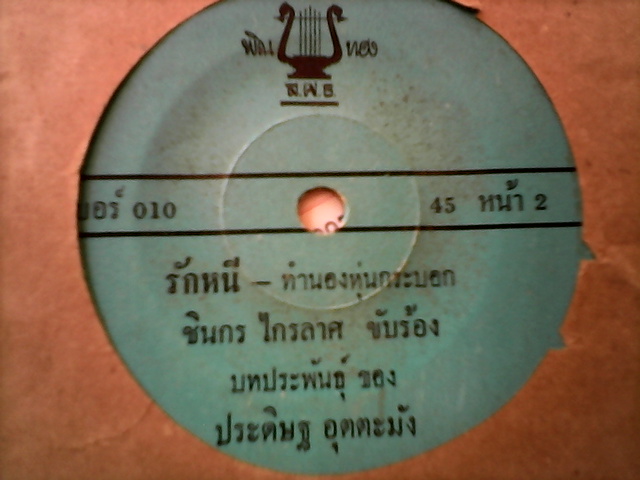 พิณ ทอง
ส.พ.ธ.
เบอร์ 010 45 หน้า 2
รักหนี – ทำนองหุ่นกระบอก
ชินกร ไกรลาศ ขับร้อง
บทประพันธุ์ ของ
ประดิษฐ อุตตะมัง